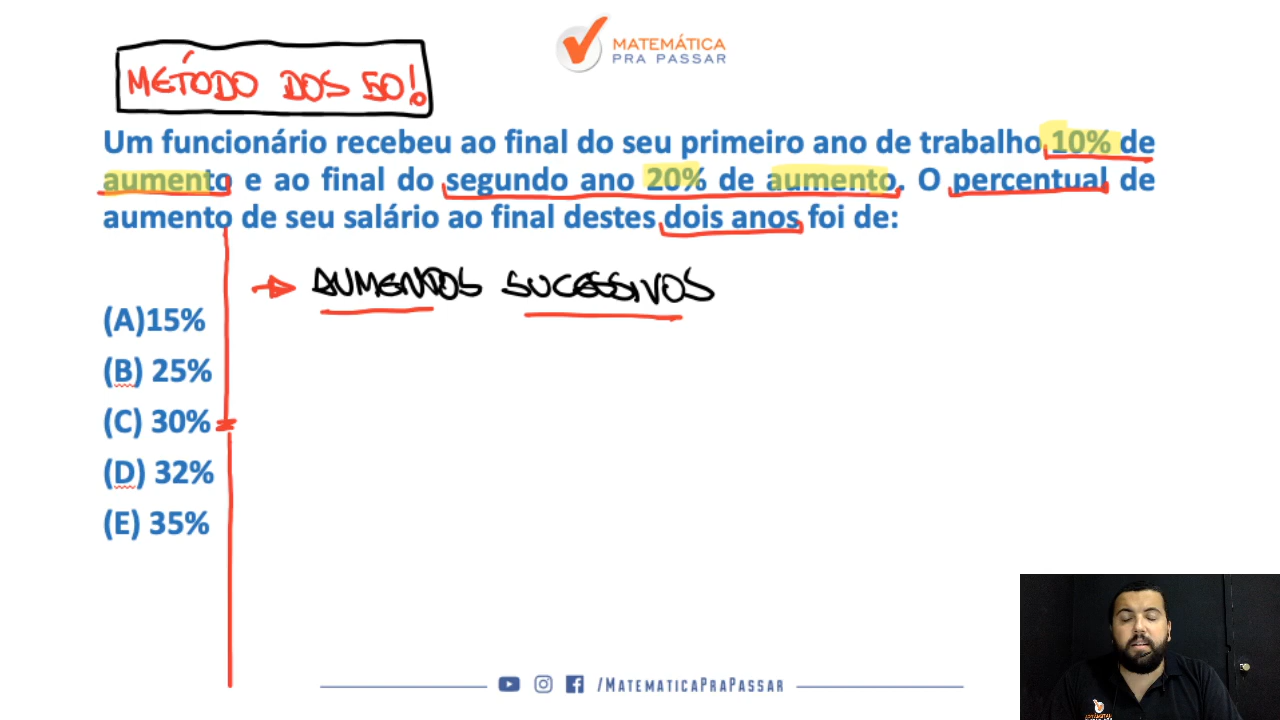 MATEMÁTICA
PRA PASSAR
METÓDO DOS 50!
Um funcionário recebeu ao final do seu primeiro ano de trabalho 10% de
aumento e ao final do segundo ano 20% de aumento. O percentual de
aumento de seu salário ao final destes dois anos foi de:
AUMENTOS SUCESSIVOS
(A)15%
(B) 25%
(C) 30%
(D) 32%
(E) 35%
/MATEMATICAPRAPASSAR